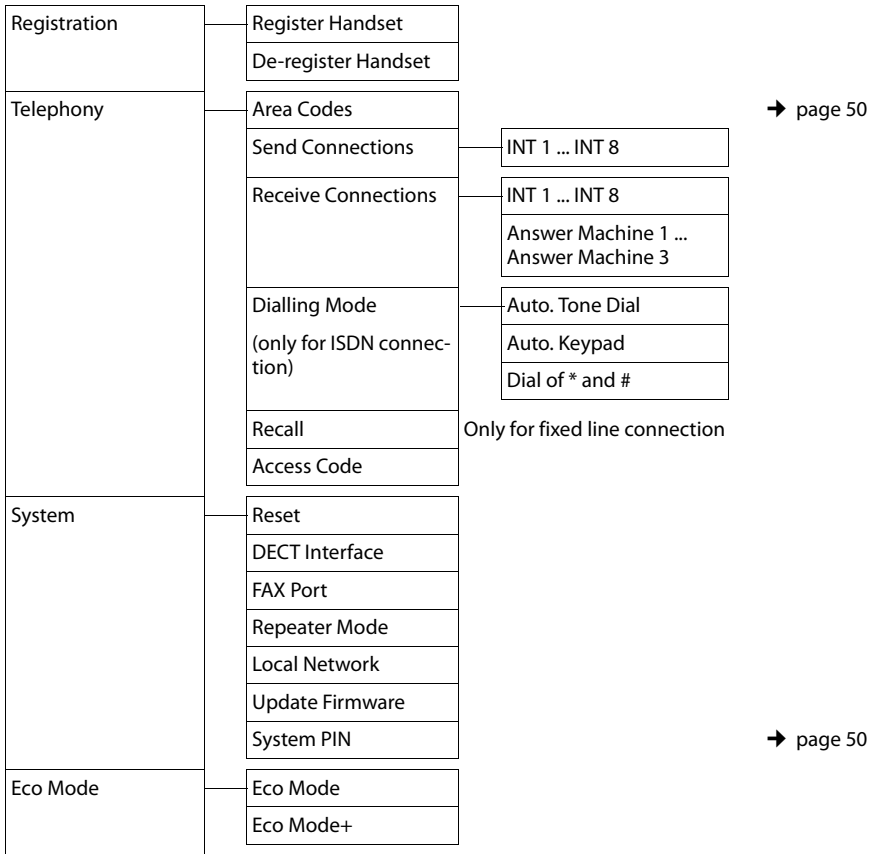 Registration
Register Handset
De-register Handset
Telephony
Area Codes
➜ page 50
Send Connections
INT 1 ... INT 8
Receive Connections
INT 1 ... INT 8
Answer Machine 1 ...
Answer Machine 3
Dialling Mode
(only for ISDN connec-
tion)
Auto. Tone Dial
Auto. Keypad
Dial of * and #
Recall
Only for fixed line connection
Access Code
System
Reset
DECT Interface
FAX Port
Repeater Mode
Local Network
Update Firmware
System PIN
➜ page 50
Eco Mode
Eco Mode
Eco Mode+